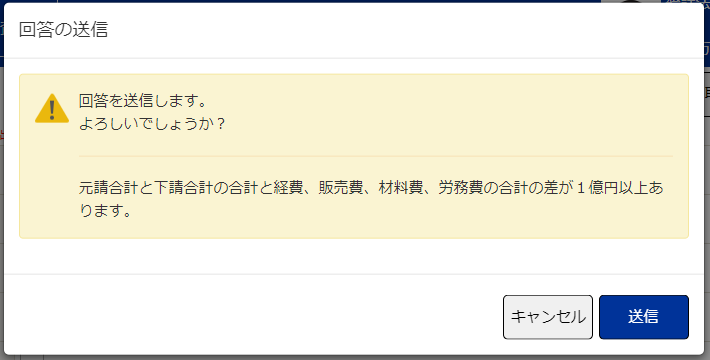 回答の送信
回答を送信します。
よろしいでしょうか？
元請合計と下請合計の合計と経費、販売費、材料費、労務費の合計の差が１億円以上あ
ります。
キャンセル
送信